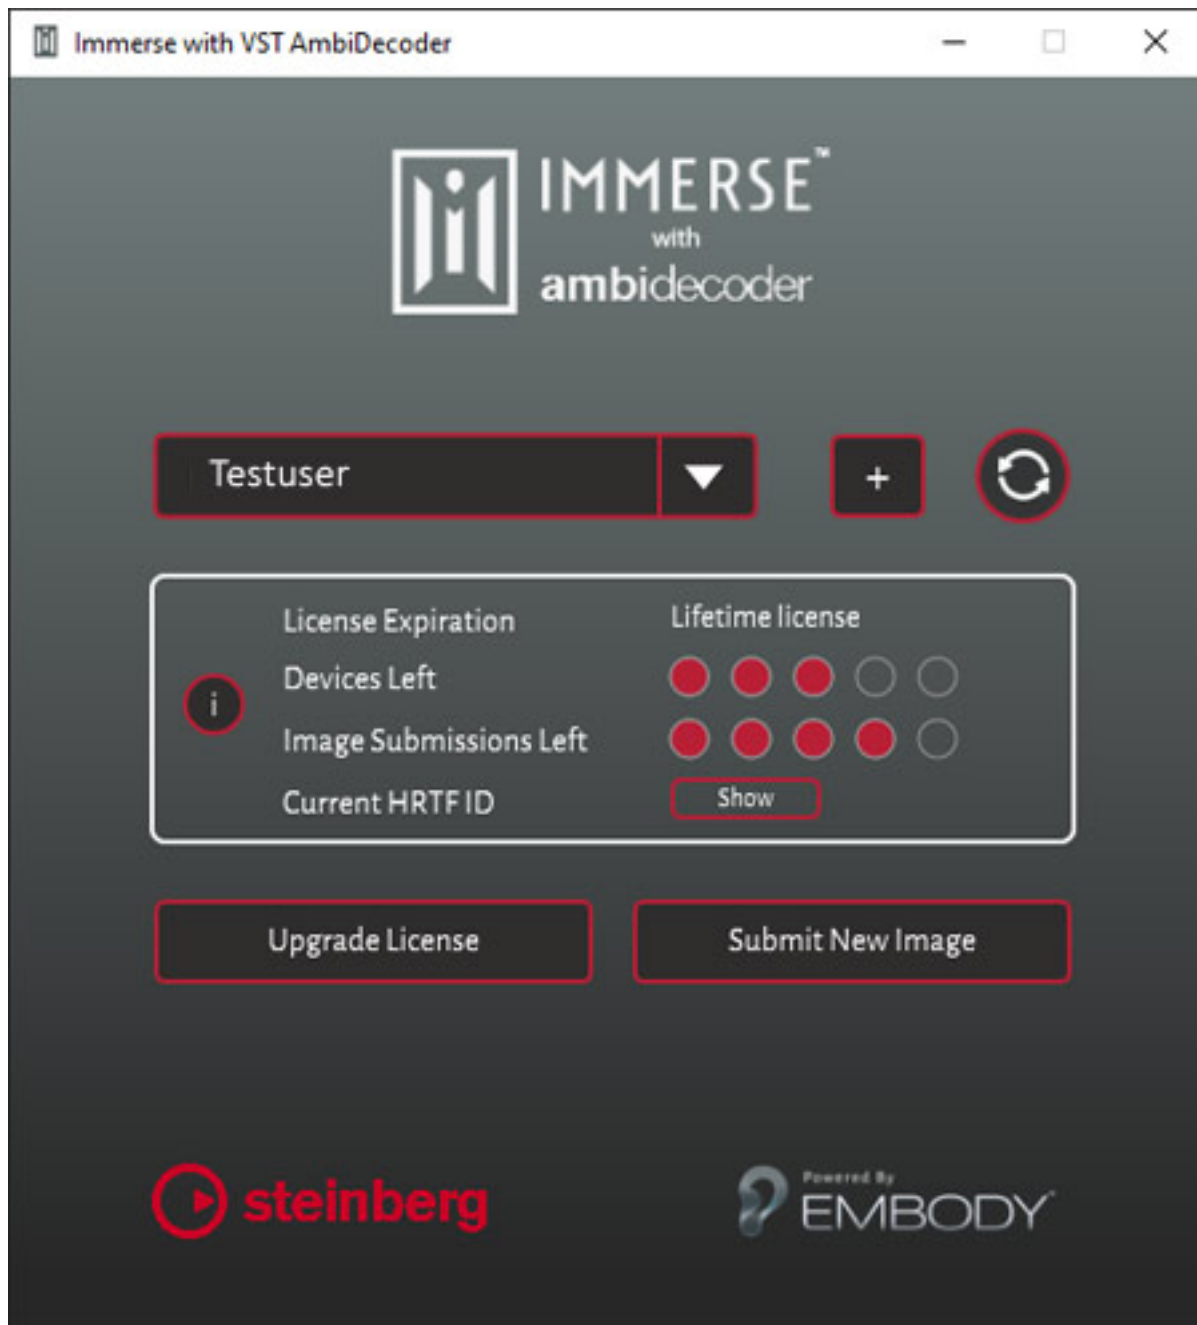 Immerse with VST AmbiDecoder
IMMERSE™
with
ambidecoder
Testuser
+
i
License Expiration Lifetime license
Devices Left
Image Submissions Left
Current HRTF ID Show
Upgrade License Submit New Image
steinberg
Powered By
EMBODY